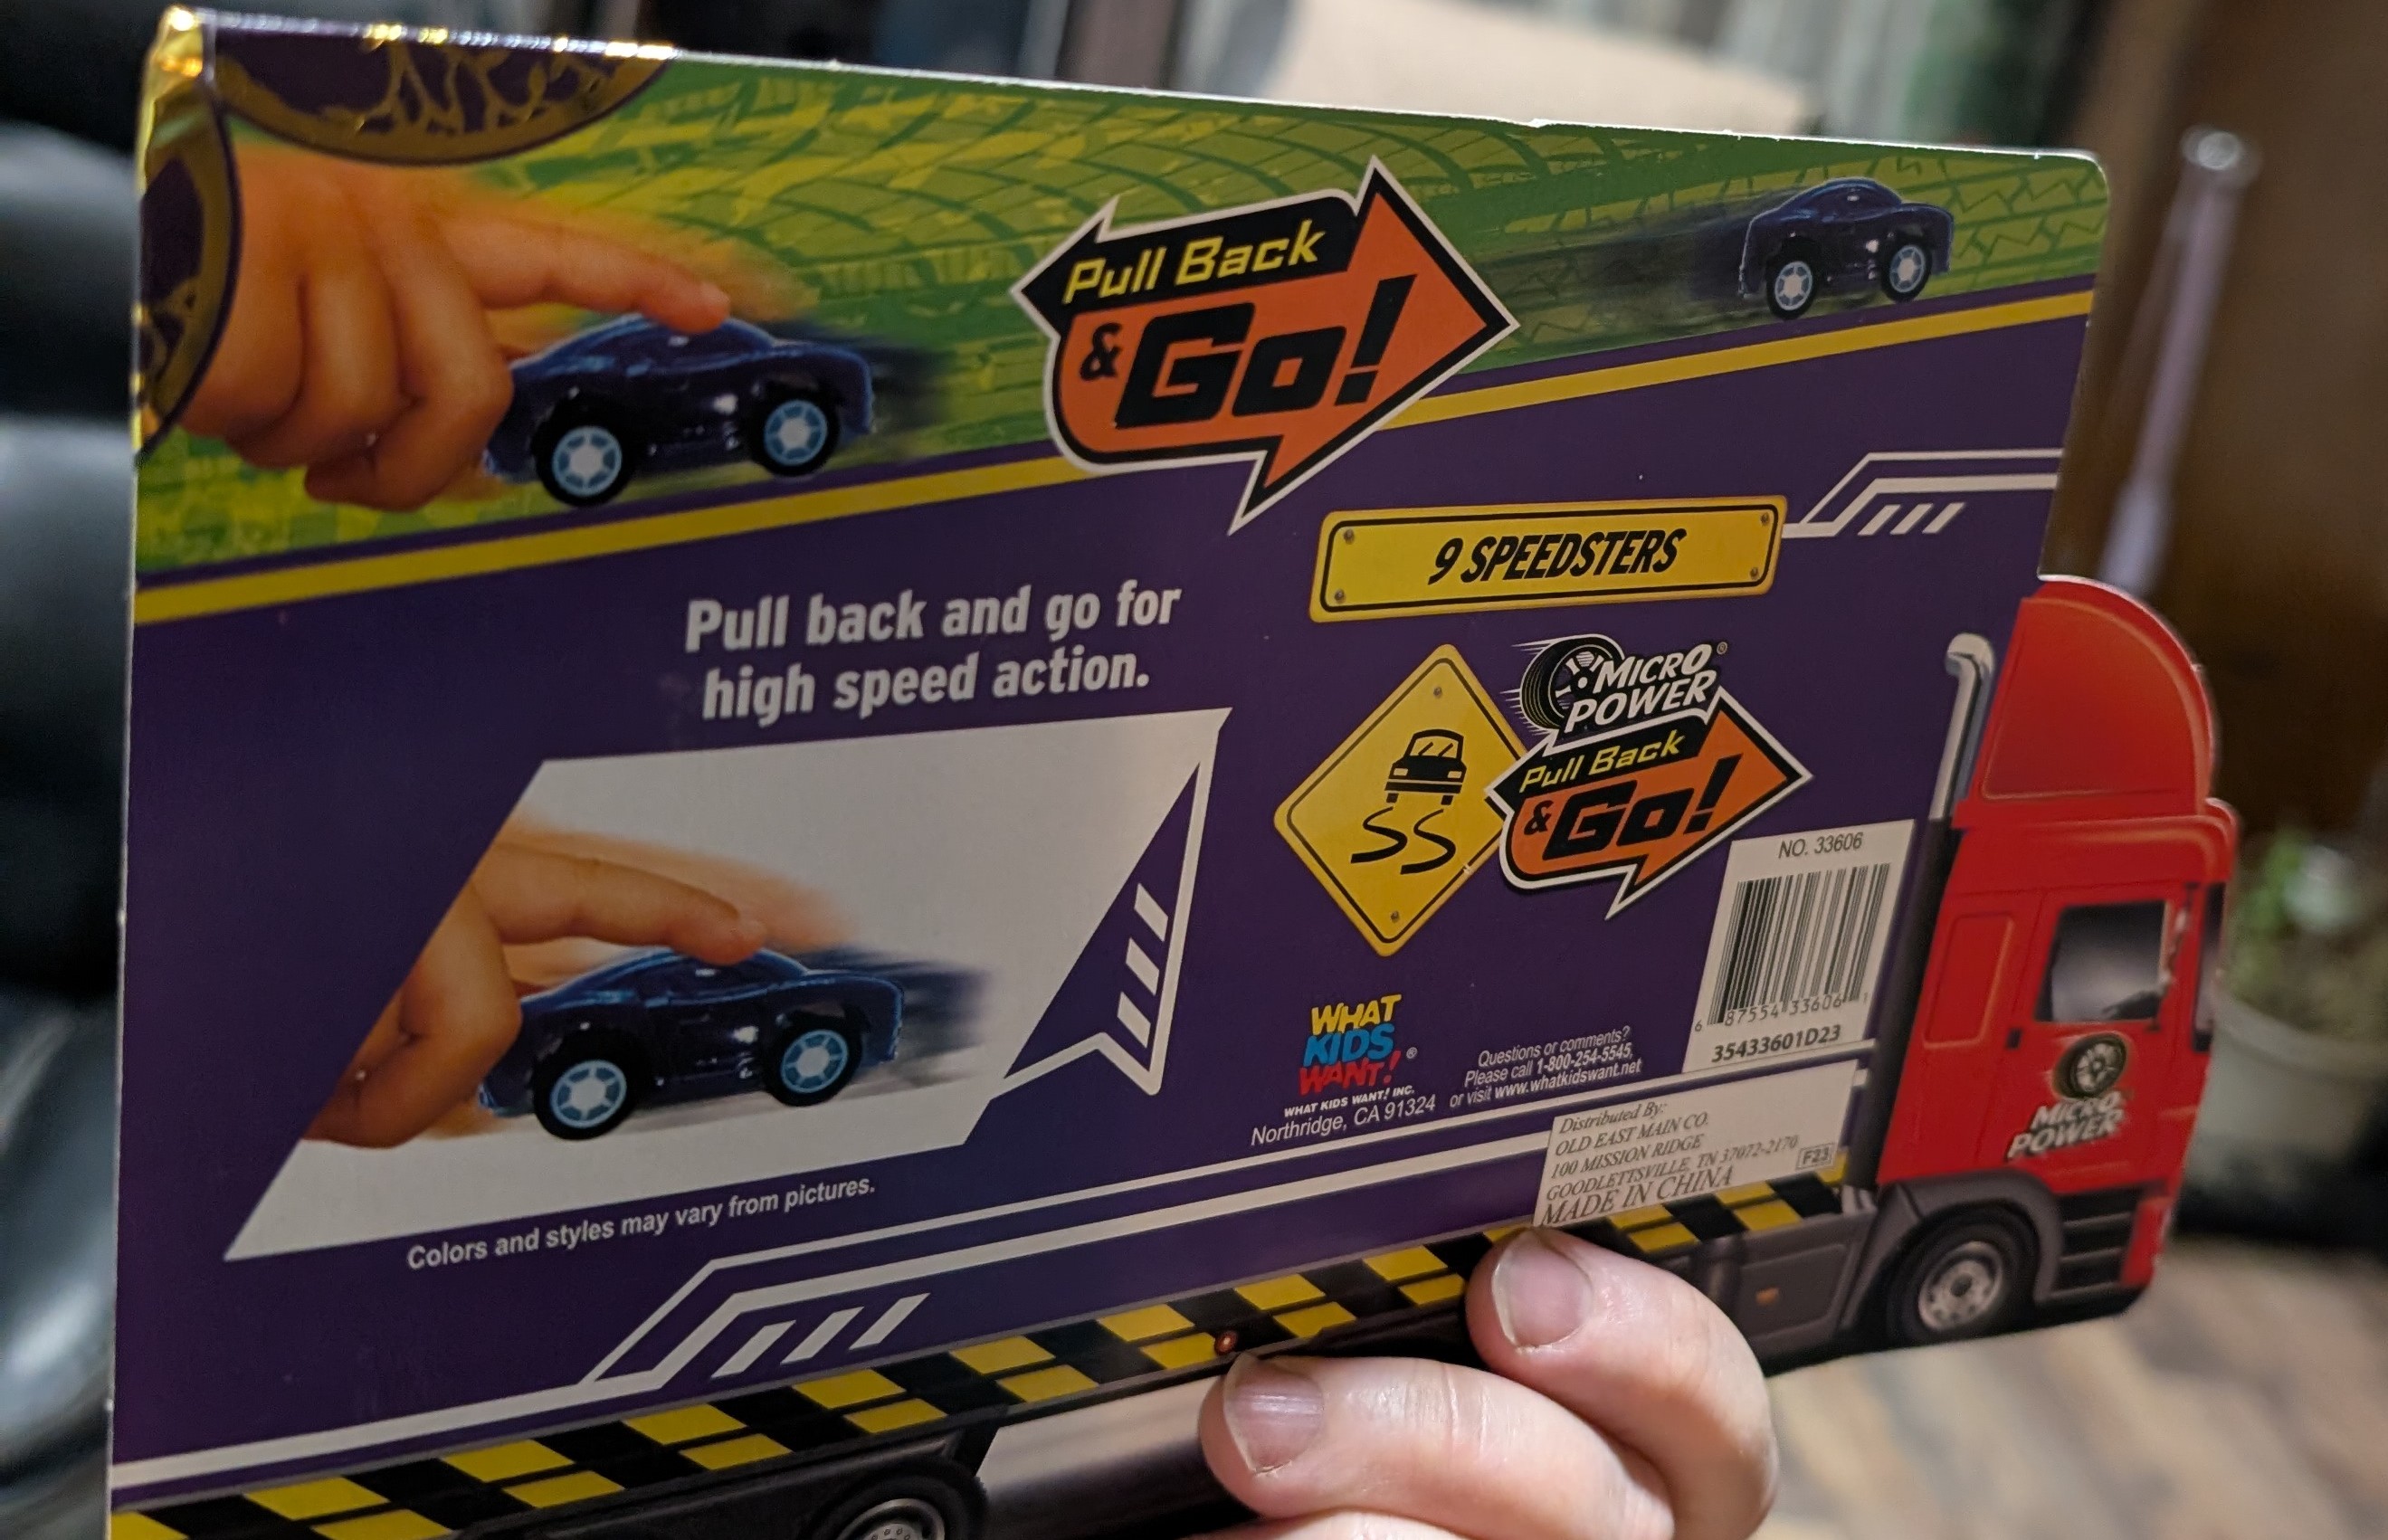 Pull Back
& Go!
9 SPEEDSTERS
Pull back and go for
high speed action.
MICRO
POWER®
Pull Back
& Go!
NO. 33606
6 87554 33606 1
35433601D23
WHAT
KIDS
WANT!®
WHAT KIDS WANT! INC.
Northridge, CA 91324
Questions or comments?
Please call 1-800-254-5545,
or visit www.whatkidswant.net
Distributed By:
OLD EAST MAIN CO.
100 MISSION RIDGE
GOODLETTSVILLE, TN 37072-2170
MADE IN CHINA
F23
MICRO
POWER
Colors and styles may vary from pictures.